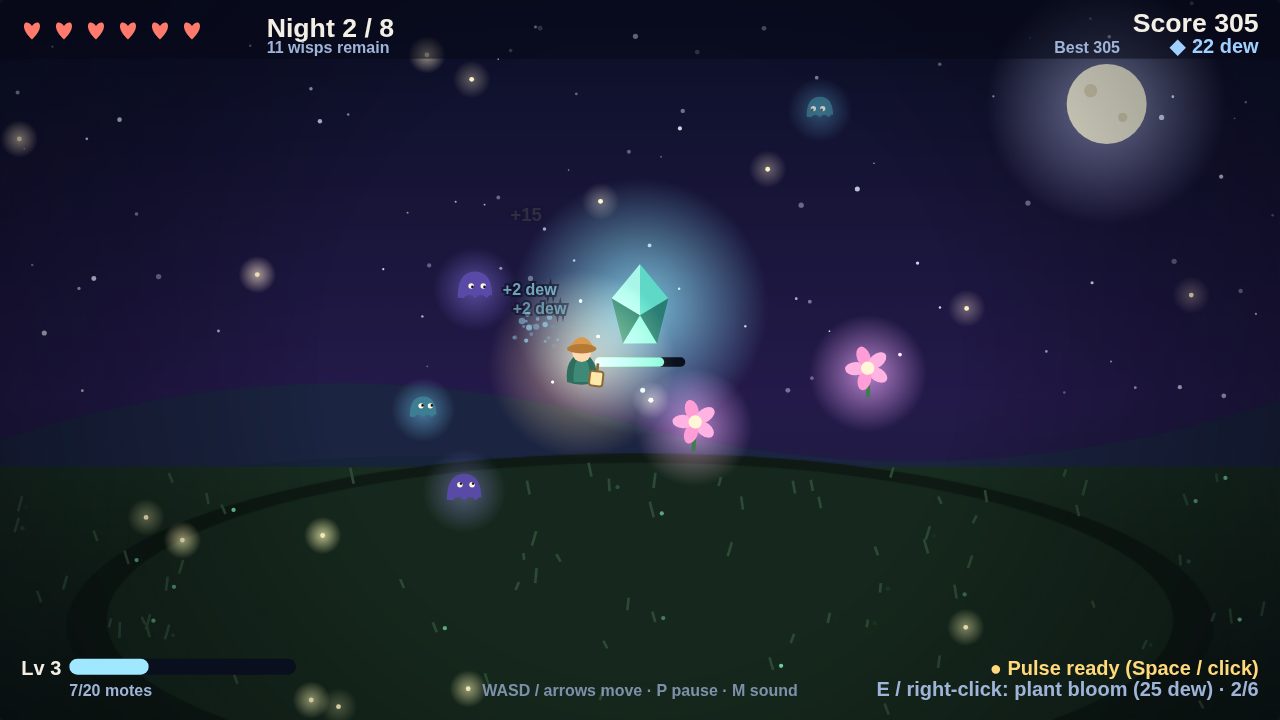 Night 2 / 8
11 wisps remain
Score 305
Best 305
22 dew
+15
+2 dew
+2 dew
Lv 3
7/20 motes
WASD / arrows move · P pause · M sound
● Pulse ready (Space / click)
E / right-click: plant bloom (25 dew) · 2/6